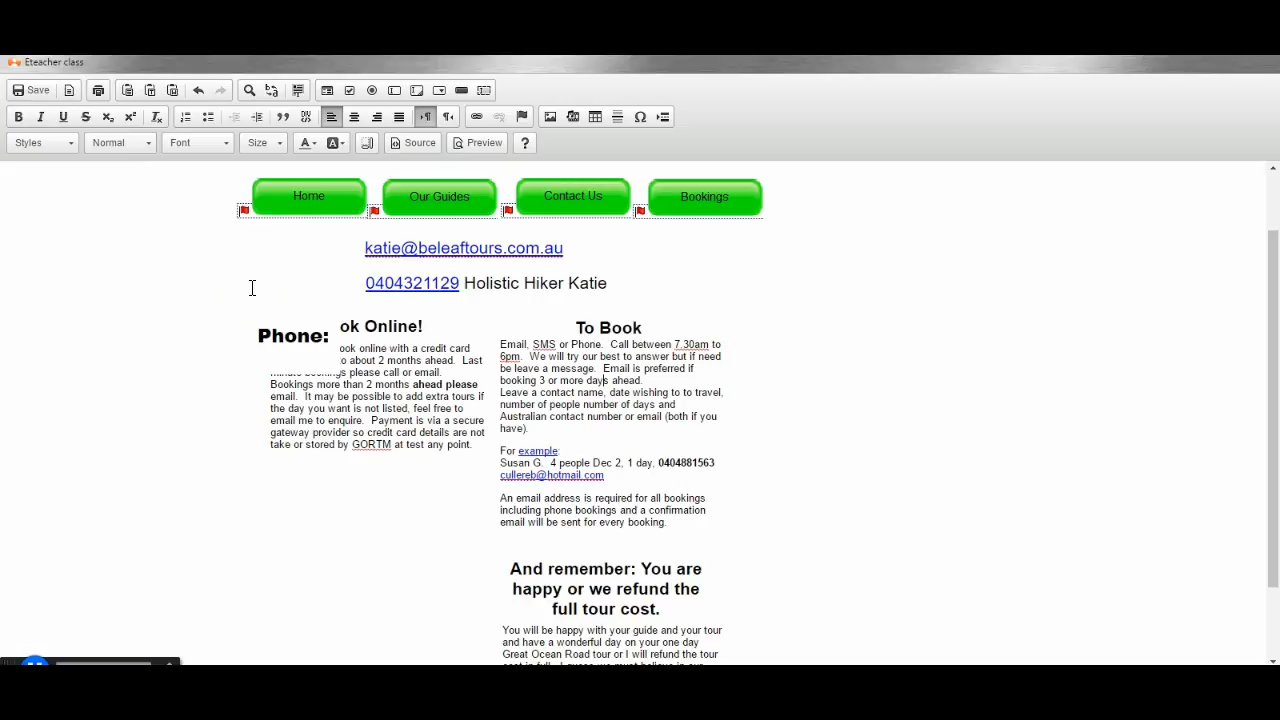 Eteacher class
Save
B I U S x₂ x² Tx
DIV
Ω
Styles Normal Font Size A A Source Preview ?
Home Our Guides Contact Us Bookings
katie@beleaftours.com.au
0404321129 Holistic Hiker Katie
Phone: ok Online!
ook online with a credit card
o about 2 months ahead. Last
please call or email.
Bookings more than 2 months ahead please
email. It may be possible to add extra tours if
the day you want is not listed, feel free to
email me to enquire. Payment is via a secure
gateway provider so credit card details are not
take or stored by GORTM at test any point.
To Book
Email, SMS or Phone. Call between 7.30am to
6pm. We will try our best to answer but if need
be leave a message. Email is preferred if
booking 3 or more days ahead.
Leave a contact name, date wishing to to travel,
number of people number of days and
Australian contact number or email (both if you
have).
For example:
Susan G. 4 people Dec 2, 1 day, 0404881563
cullereb@hotmail.com
An email address is required for all bookings
including phone bookings and a confirmation
email will be sent for every booking.
And remember: You are
happy or we refund the
full tour cost.
You will be happy with your guide and your tour
and have a wonderful day on your one day
Great Ocean Road tour or I will refund the tour